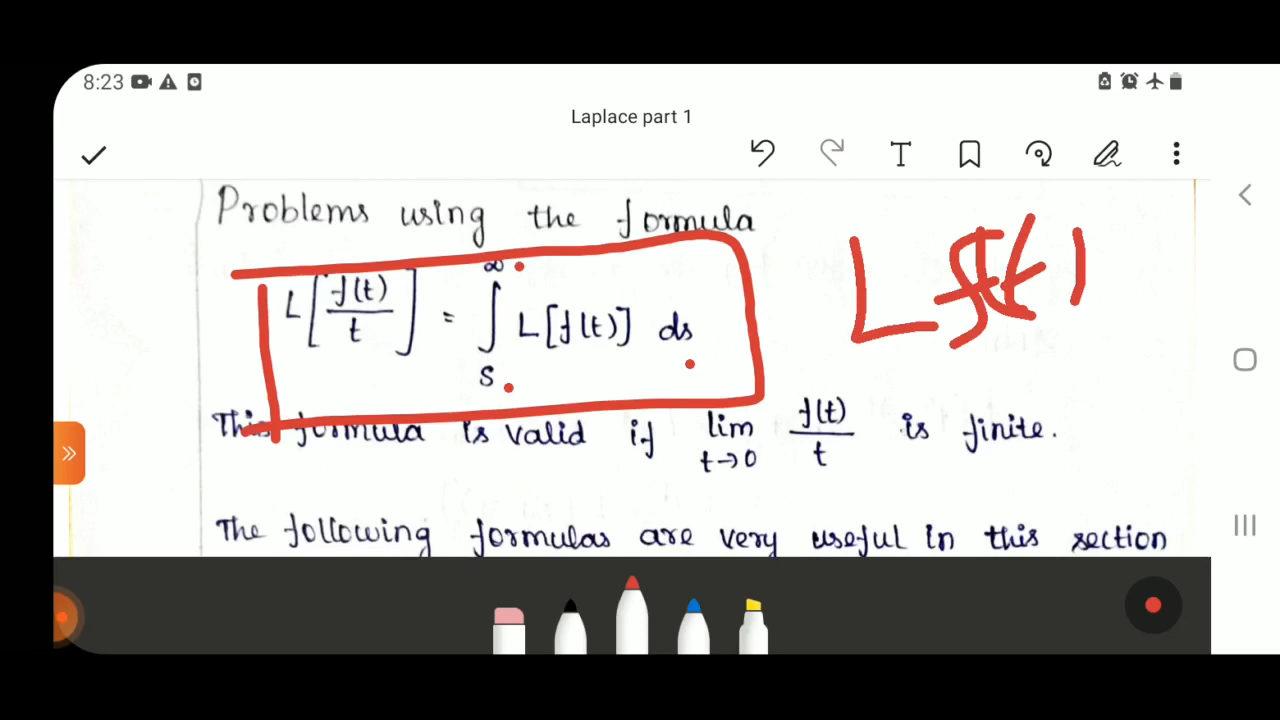 8:23
Laplace part 1
T
Problems using the formula
L[f(t)/t] = ∫_S^∞ L[f(t)] ds
L f(t)
This formula is valid if lim_{t→0} f(t)/t is finite.
The following formulas are very useful in this section